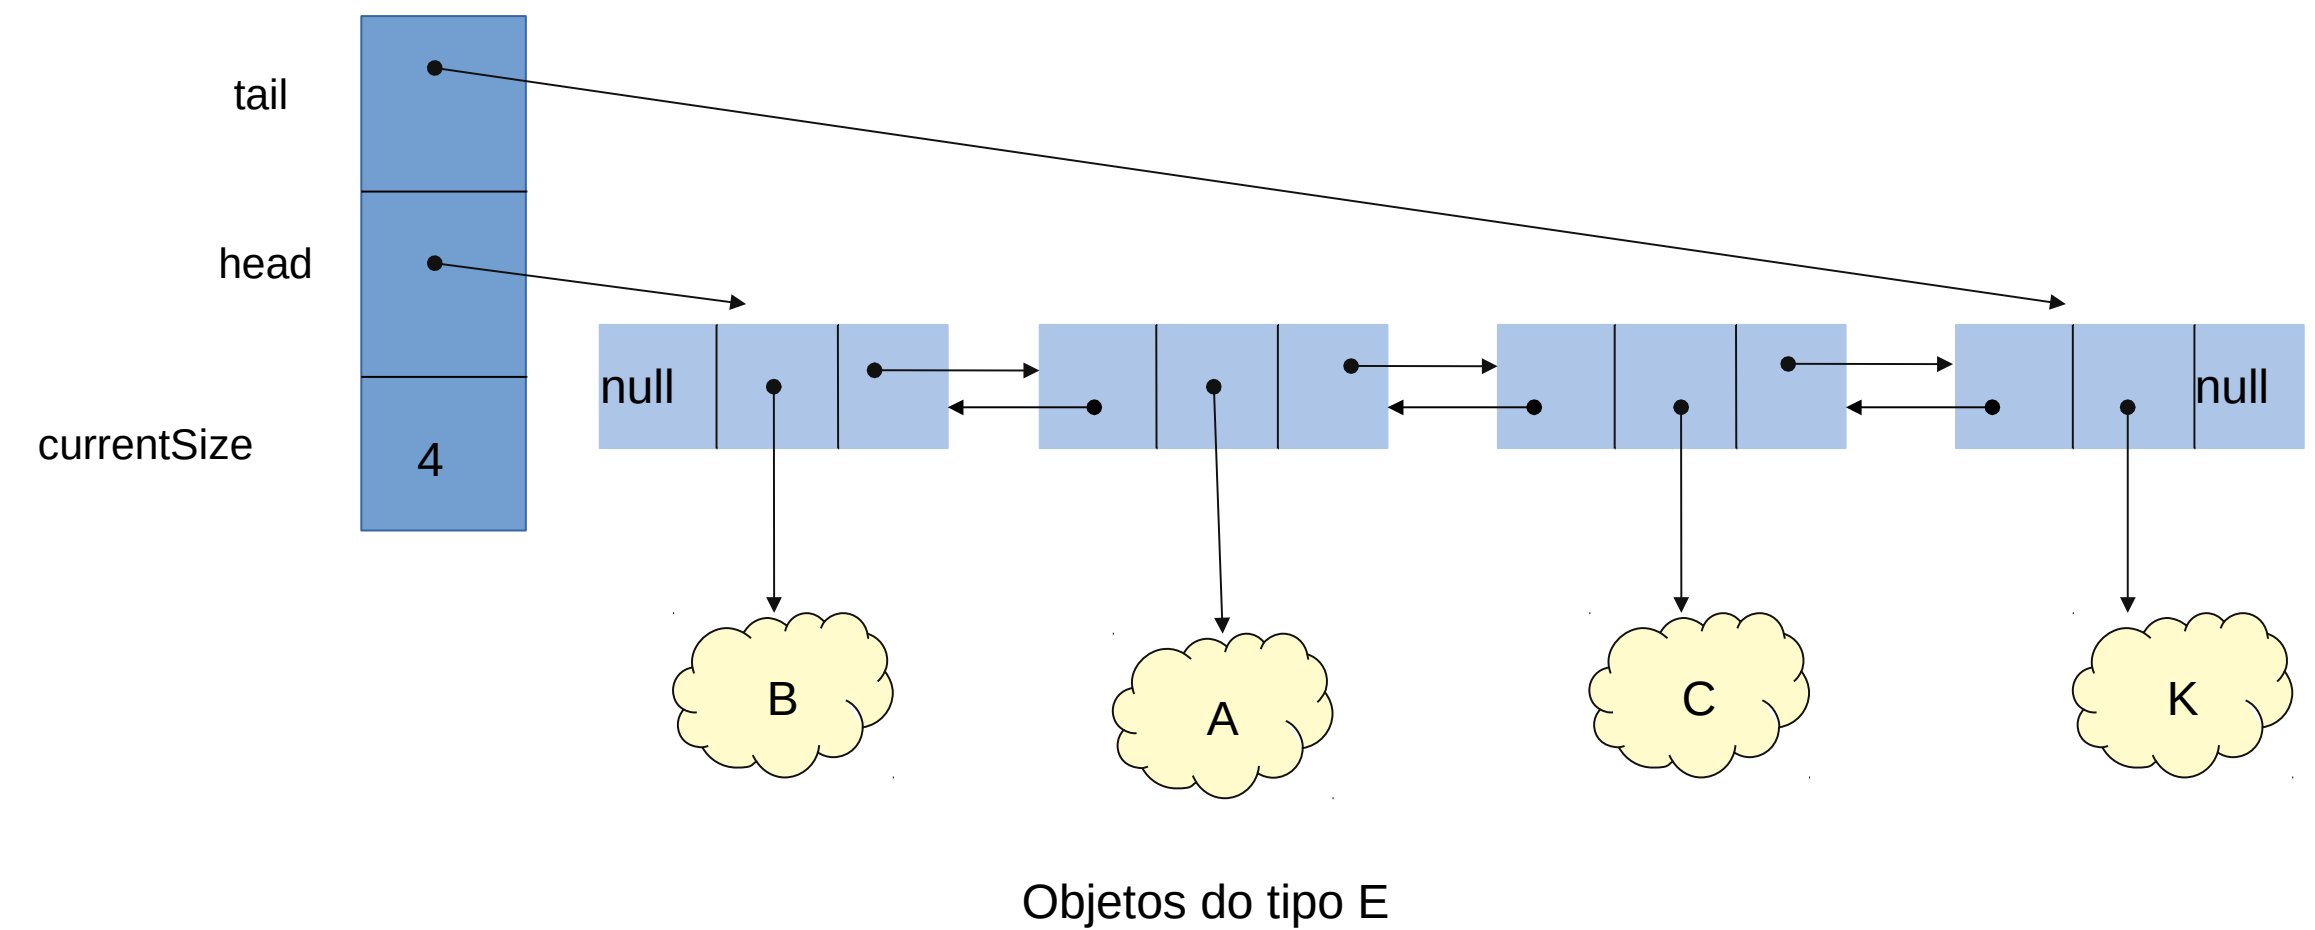 tail
head
currentSize
4
null
null
B
A
C
K
Objetos do tipo E